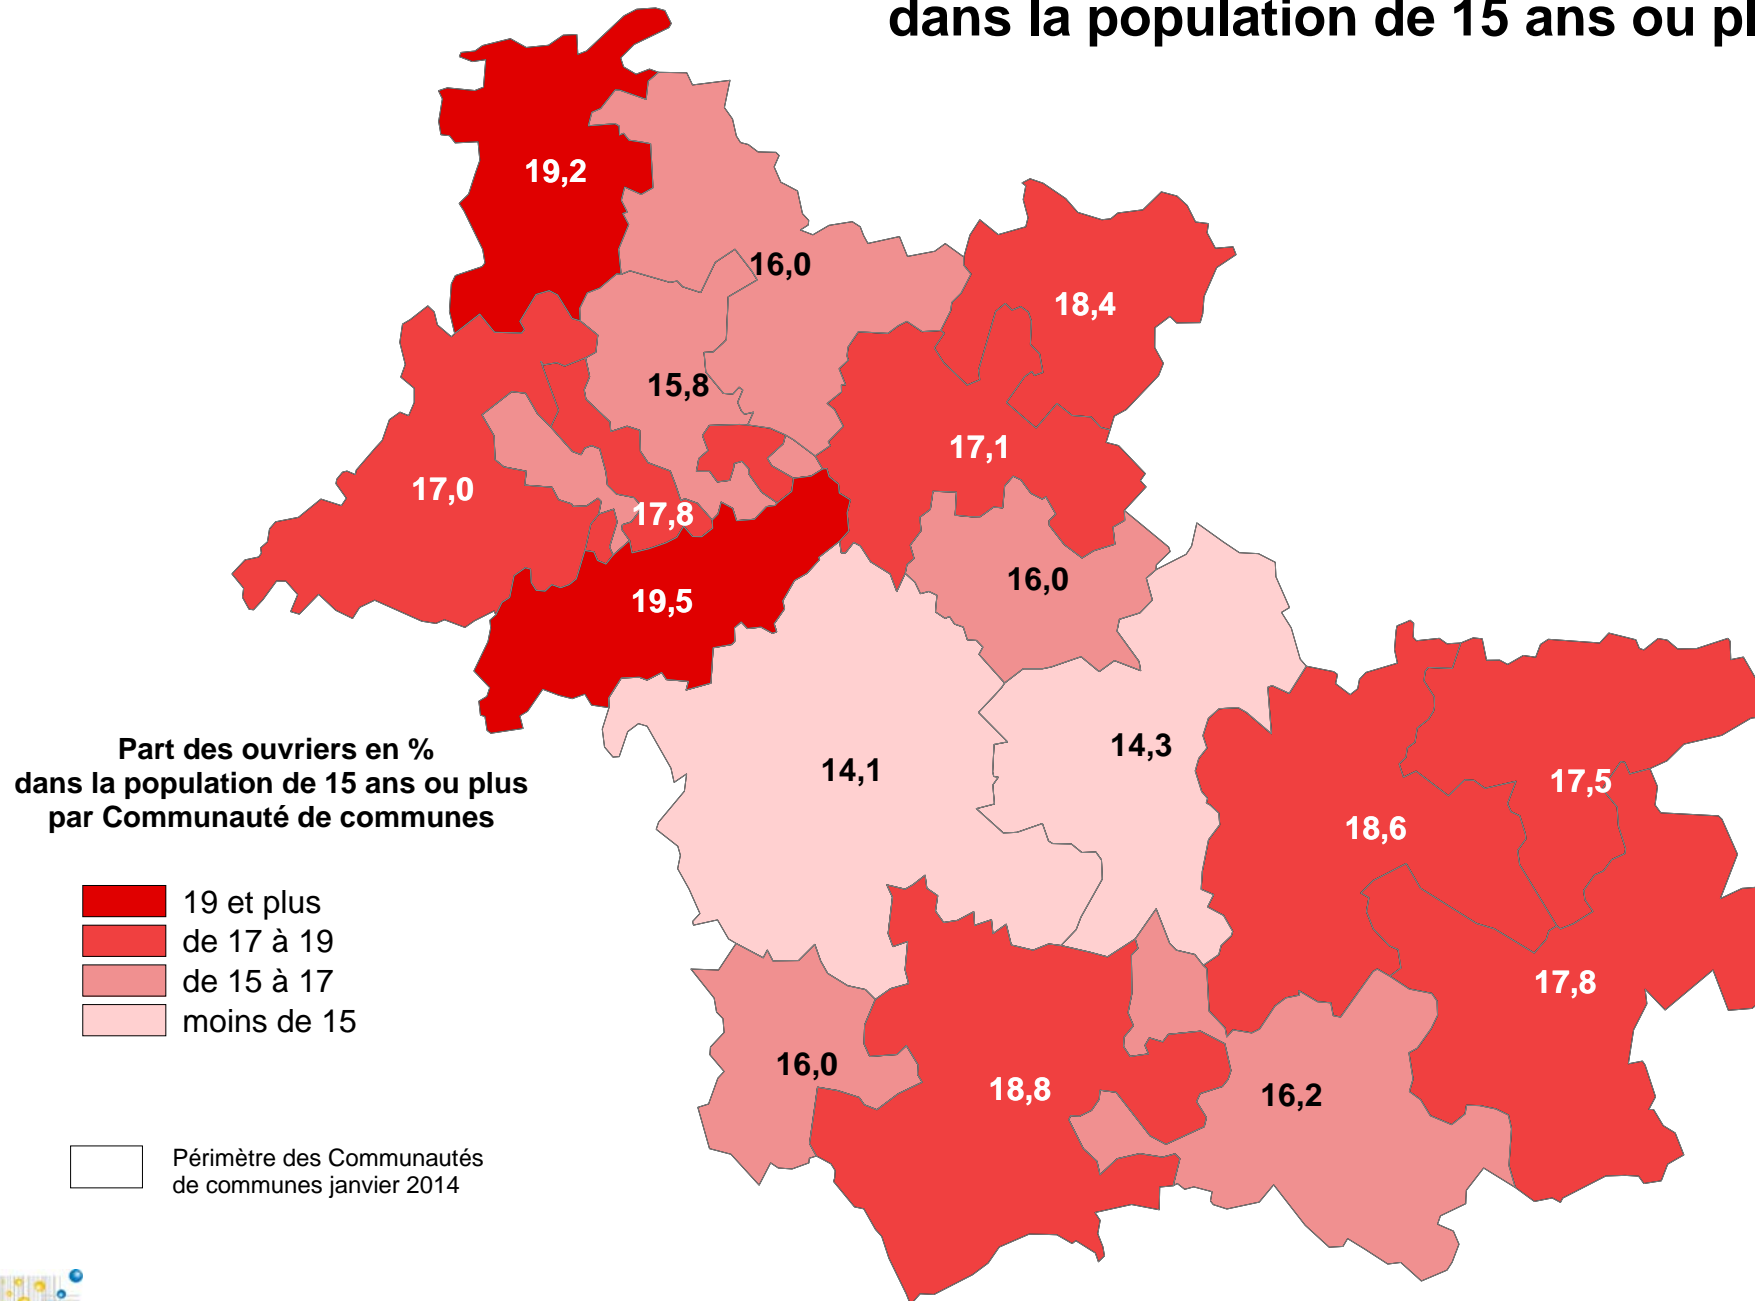 dans la population de 15 ans ou
19,2
16,0
18,4
15,8
17,1
17,0
17,8
16,0
19,5
14,3
14,1
17,5
18,6
17,8
16,0
18,8
16,2
Part des ouvriers en %
dans la population de 15 ans ou plus
par Communauté de communes
19 et plus
de 17 à 19
de 15 à 17
moins de 15
Périmètre des Communautés
de communes janvier 2014